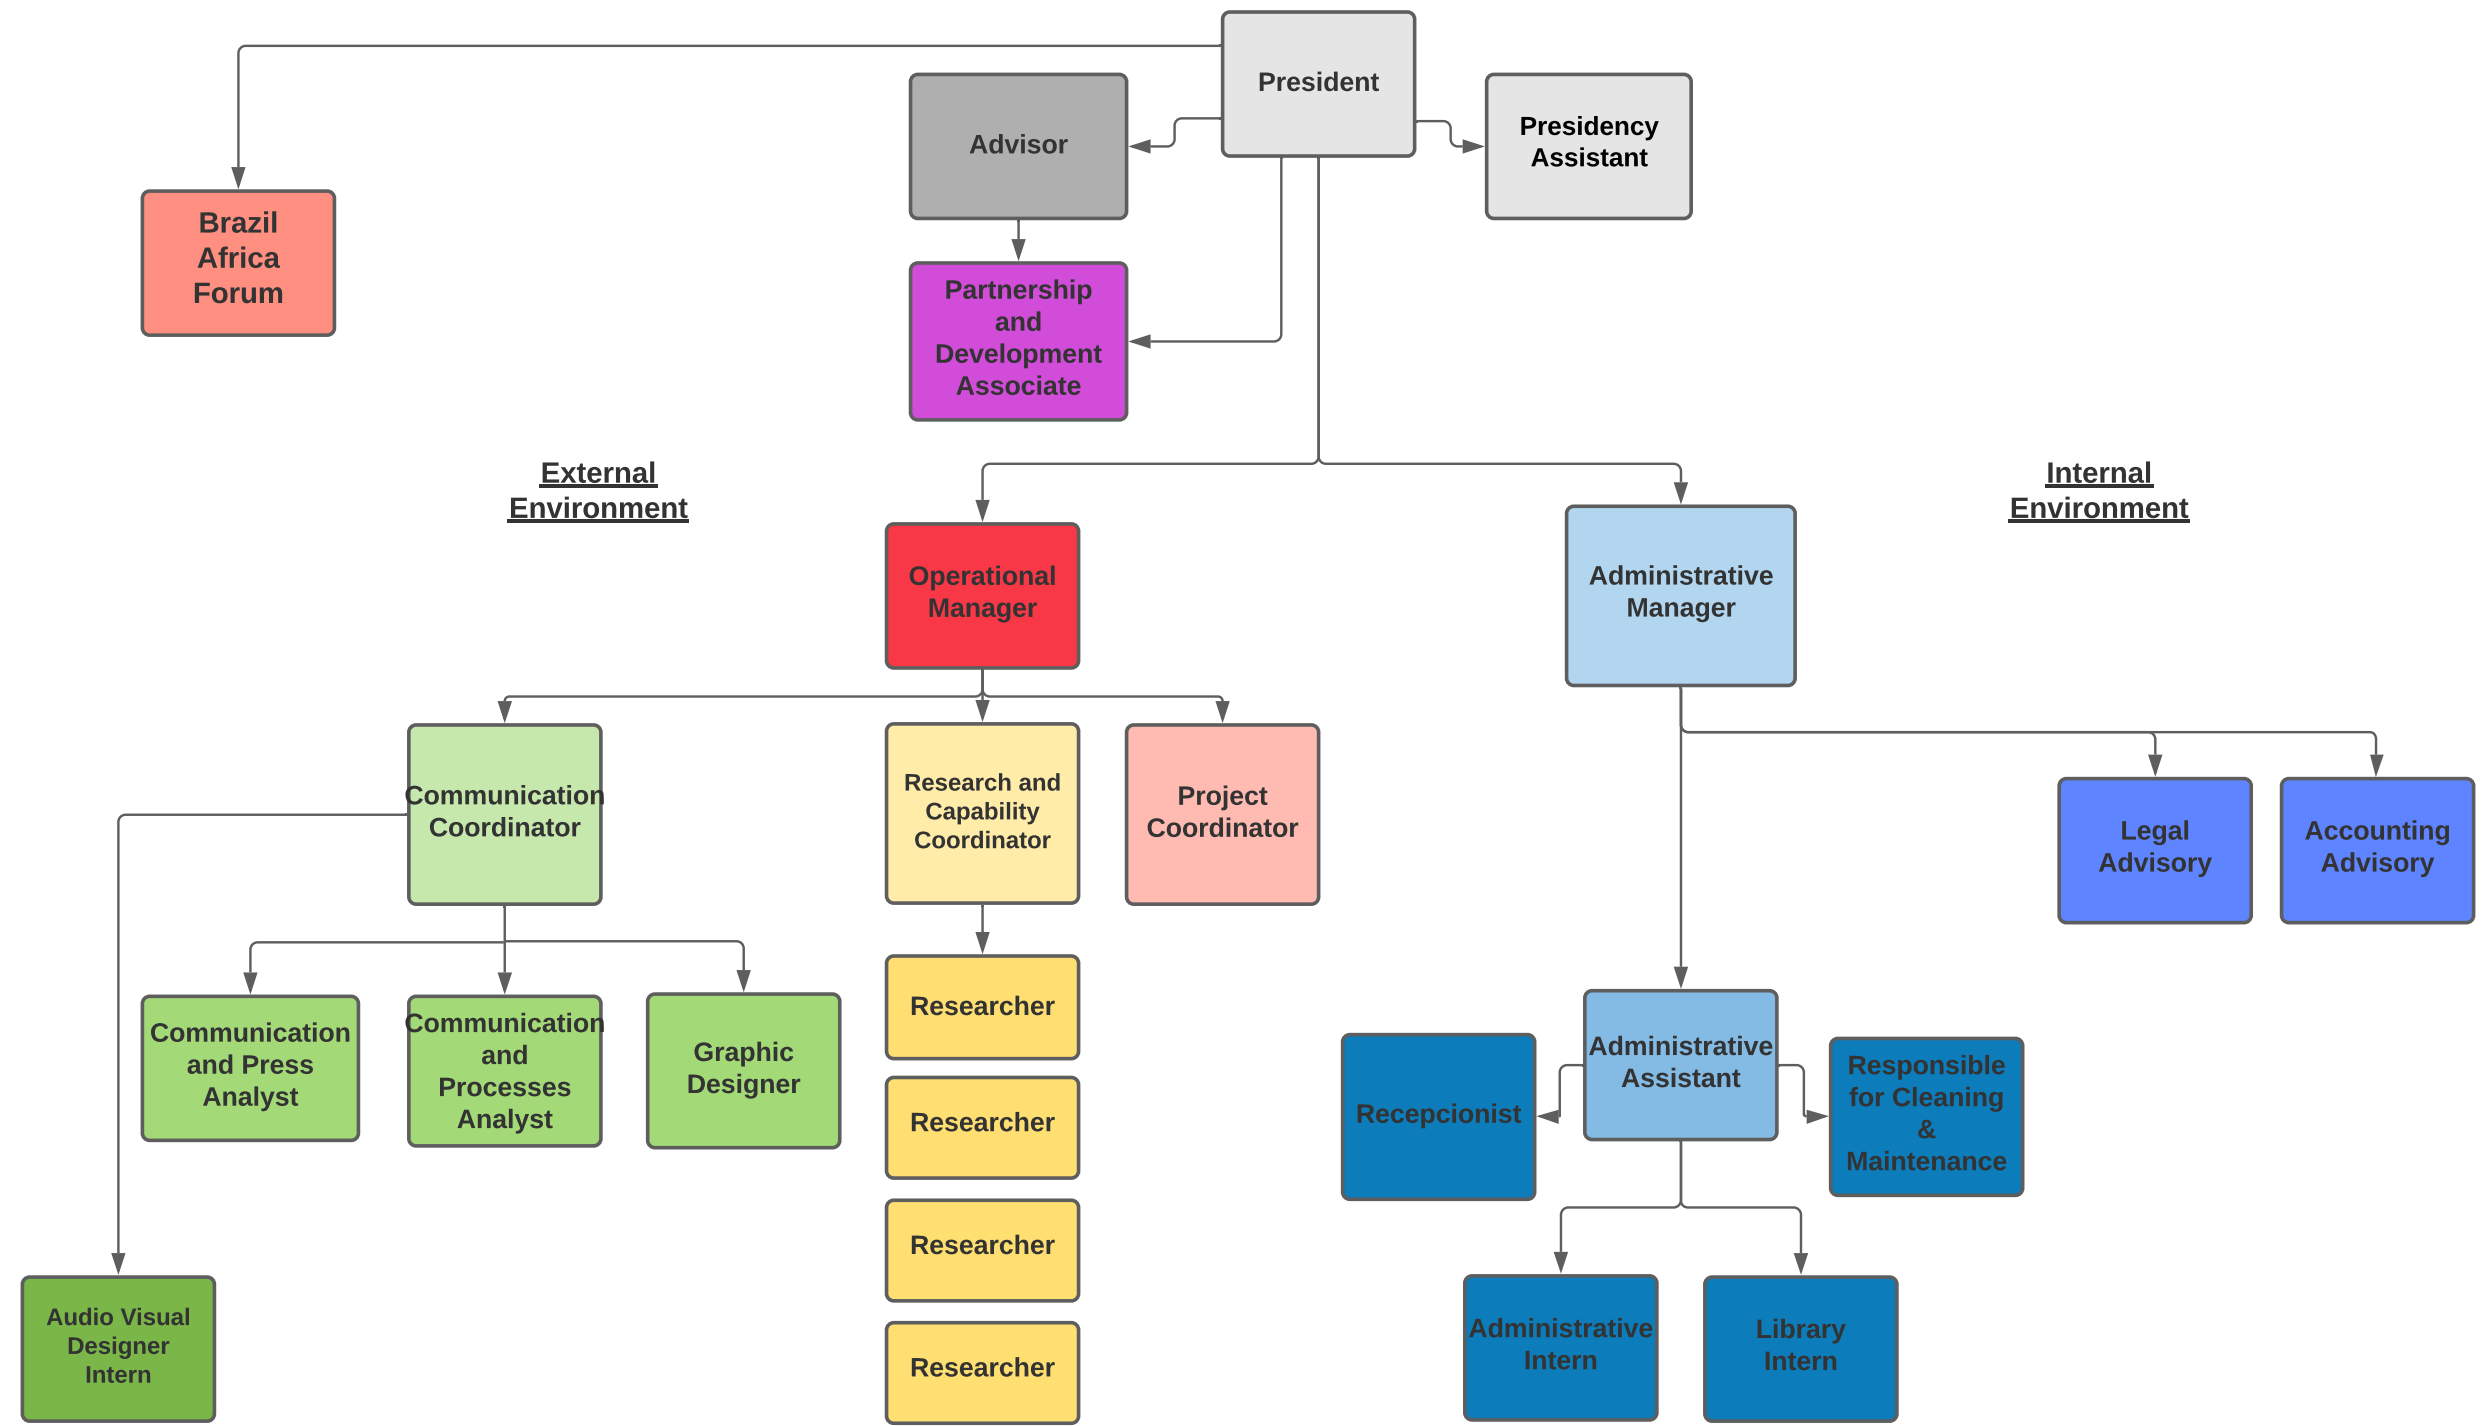 President
Advisor
Presidency
Assistant
Brazil
Africa
Forum
Partnership
and
Development
Associate
External
Environment
Internal
Environment
Operational
Manager
Administrative
Manager
Communication
Coordinator
Research and
Capability
Coordinator
Project
Coordinator
Legal
Advisory
Accounting
Advisory
Communication
and Press
Analyst
Communication
and
Processes
Analyst
Graphic
Designer
Researcher
Researcher
Researcher
Researcher
Recepcionist
Administrative
Assistant
Responsible
for Cleaning
&
Maintenance
Audio Visual
Designer
Intern
Administrative
Intern
Library
Intern